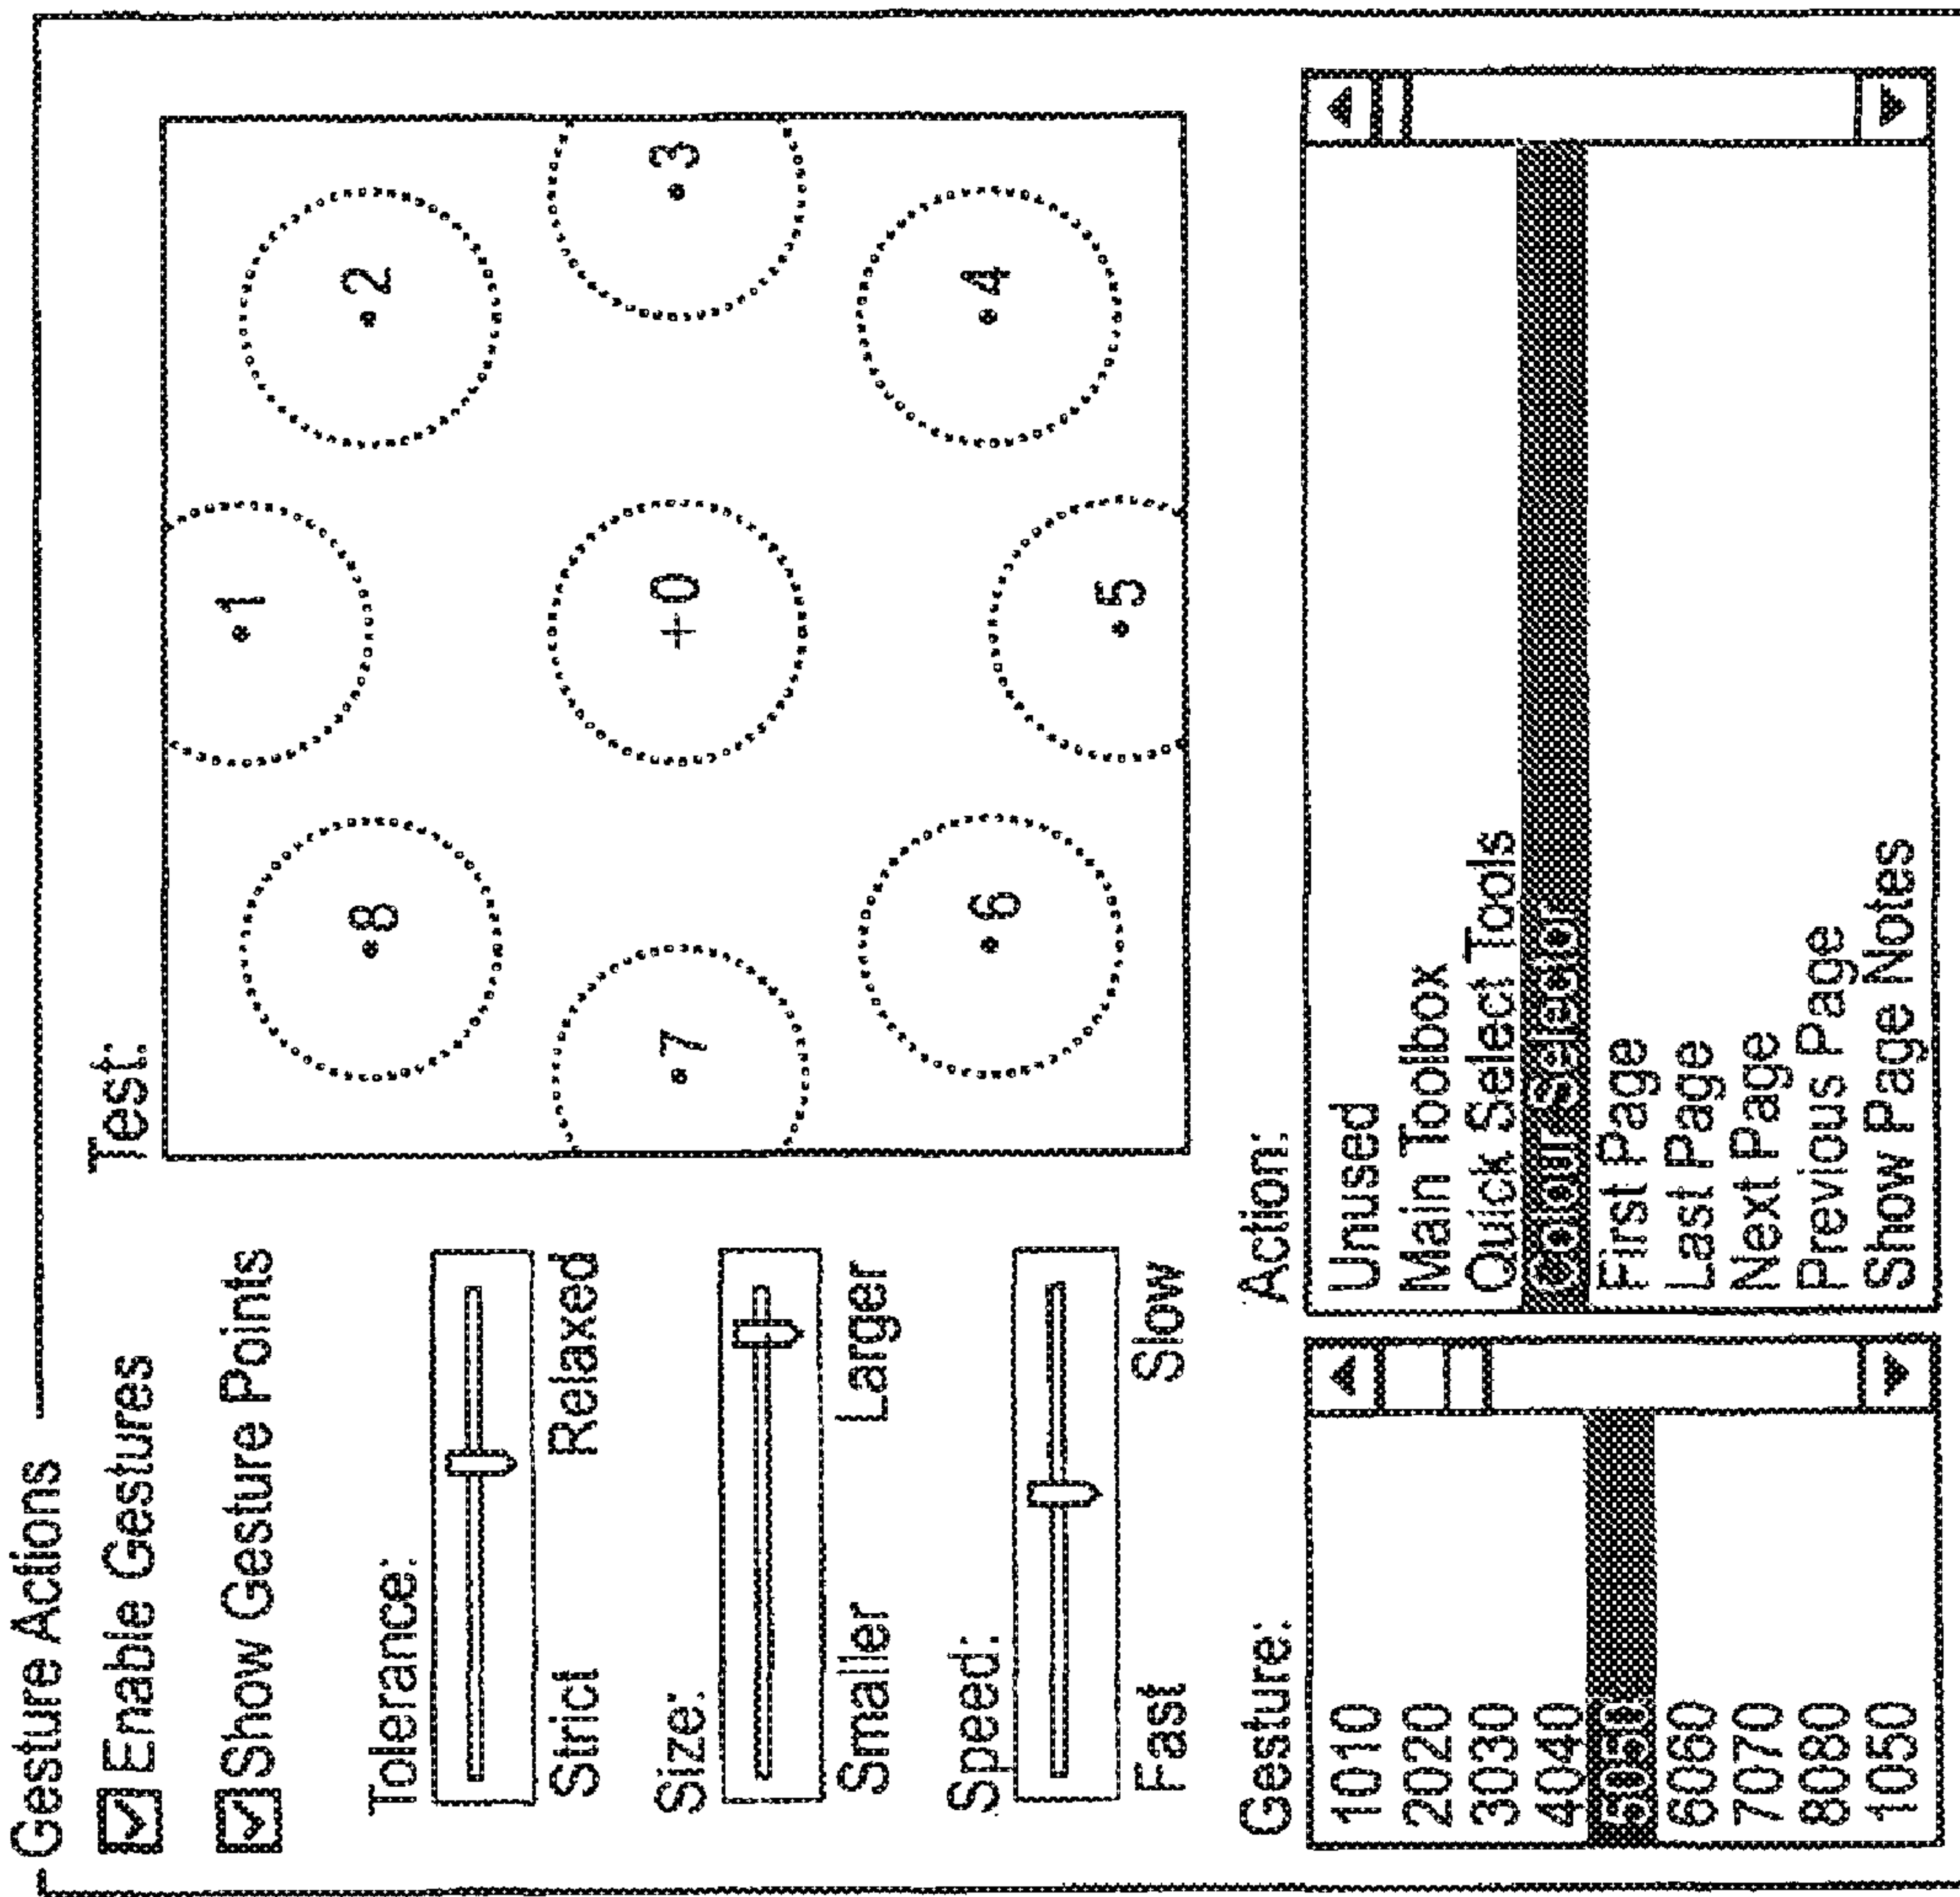 Gesture Actions
Enable Gestures
Show Gesture Points
Tolerance:
Strict Relaxed
Size:
Smaller Larger
Speed:
Fast Slow
Test:
1
2
3
4
5
6
7
8
0
Gesture:
1010
2020
3030
4040
5050
6060
7070
8080
1050
Action:
Unused
Main Toolbox
Quick Select Tools
Colour Selector
First Page
Last Page
Next Page
Previous Page
Show Page Notes